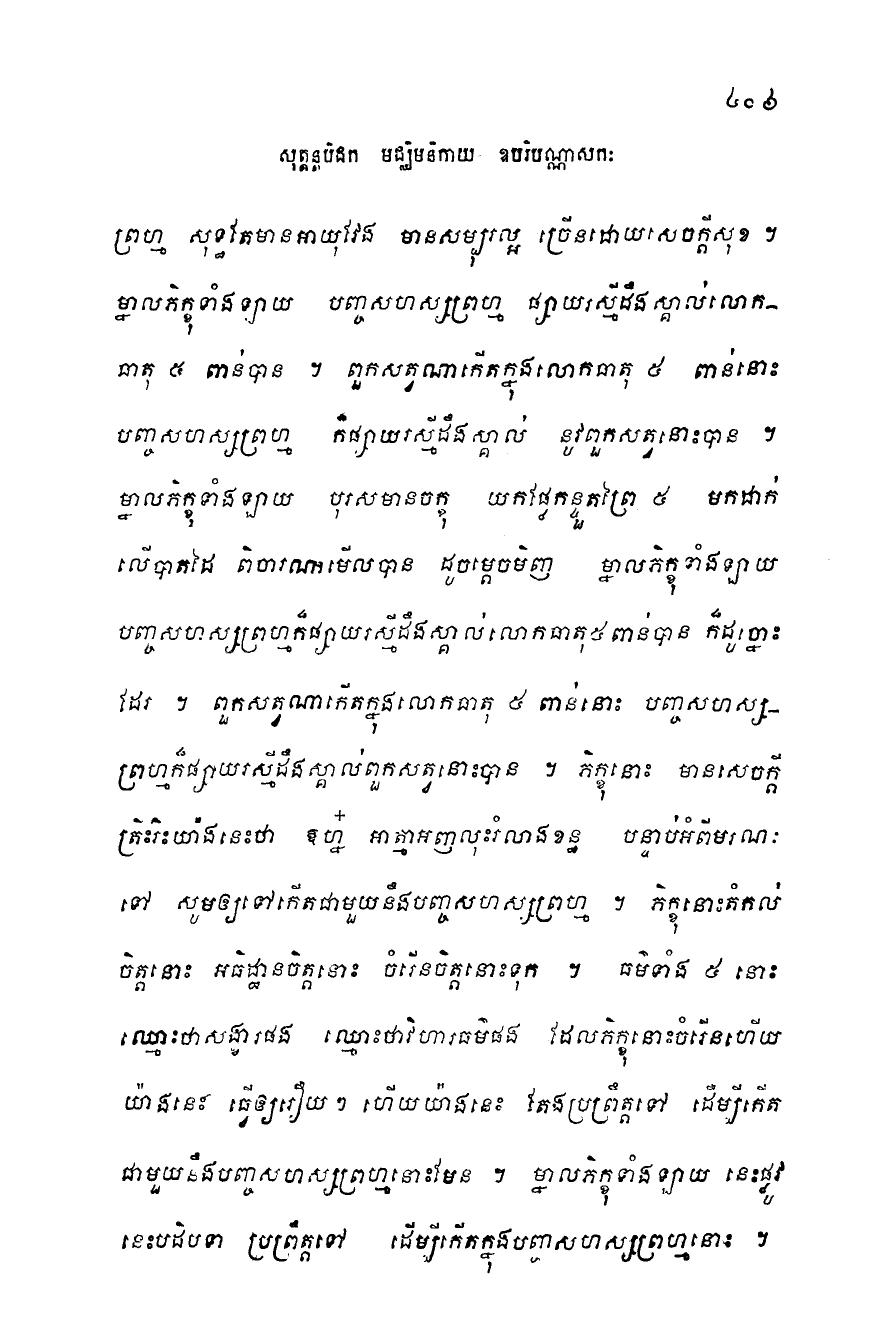 ៤០៦
សុត្តន្តបិដក មជ្ឈិមនិកាយ ឧបរិបណ្ណាសកៈ
ព្រហ្ម សុទ្ធតែមានអាយុវែង មានសម្បុរល្អ ច្រើនដោយសេចក្តីសុខ ។
ម្នាលភិក្ខុទាំងឡាយ បញ្ចសហស្សព្រហ្ម ផ្សាយរស្មីដឹងស្គាល់លោក-
ធាតុ ៥ ពាន់បាន ។ ពួកសត្វណាកើតក្នុងលោកធាតុ ៥ ពាន់នោះ
បញ្ចសហស្សព្រហ្ម ក៏ផ្សាយរស្មីដឹងស្គាល់ នូវពួកសត្វនោះបាន ។
ម្នាលភិក្ខុទាំងឡាយ បុរសមានចក្ខុ យកផ្លែកន្ទួតព្រៃ ៥ មកដាក់
លើបាតដៃ ពិចារណាមើលបាន ដូចម្តេចមិញ ម្នាលភិក្ខុទាំងឡាយ
បញ្ចសហស្សព្រហ្មក៏ផ្សាយរស្មីដឹងស្គាល់លោកធាតុ៥ពាន់បាន ក៏ដូច្នោះ
ដែរ ។ ពួកសត្វណាកើតក្នុងលោកធាតុ ៥ ពាន់នោះ បញ្ចសហស្ស-
ព្រហ្មក៏ផ្សាយរស្មីដឹងស្គាល់ពួកសត្វនោះបាន ។ ភិក្ខុនោះ មានសេចក្តី
ត្រិះរិះយ៉ាងនេះថា ឱហ្ន៎ អាត្មាអញលុះរំលាងខន្ធ បន្ទាប់អំពីមរណៈ
ទៅ សូមឲ្យទៅកើតជាមួយនឹងបញ្ចសហស្សព្រហ្ម ។ ភិក្ខុនោះតំកល់
ចិត្តនោះ អធិដ្ឋានចិត្តនោះ ចំរើនចិត្តនោះទុក ។ ធម៌ទាំង ៥ នោះ
ឈ្មោះថាសង្ខារផង ឈ្មោះថាវិហារធម៌ផង ដែលភិក្ខុនោះចំរើនហើយ
យ៉ាងនេះ ធ្វើឲ្យរឿយៗ ហើយយ៉ាងនេះ តែងប្រព្រឹត្តទៅ ដើម្បីកើត
ជាមួយនឹងបញ្ចសហស្សព្រហ្មនោះមែន ។ ម្នាលភិក្ខុទាំងឡាយ នេះផ្លូវ
នេះបដិបទា ប្រព្រឹត្តទៅ ដើម្បីកើតក្នុងបញ្ចសហស្សព្រហ្មនោះ ។